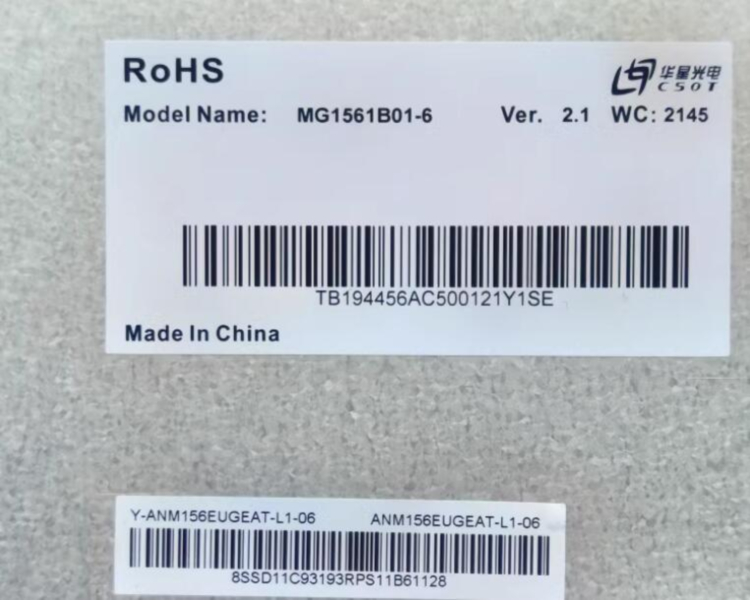 RoHS
华星光电
CSOT
Model Name: MG1561B01-6 Ver. 2.1 WC: 2145
TB194456AC500121Y1SE
Made In China
Y-ANM156EUGEAT-L1-06 ANM156EUGEAT-L1-06
8SSD11C93193RPS11B61128